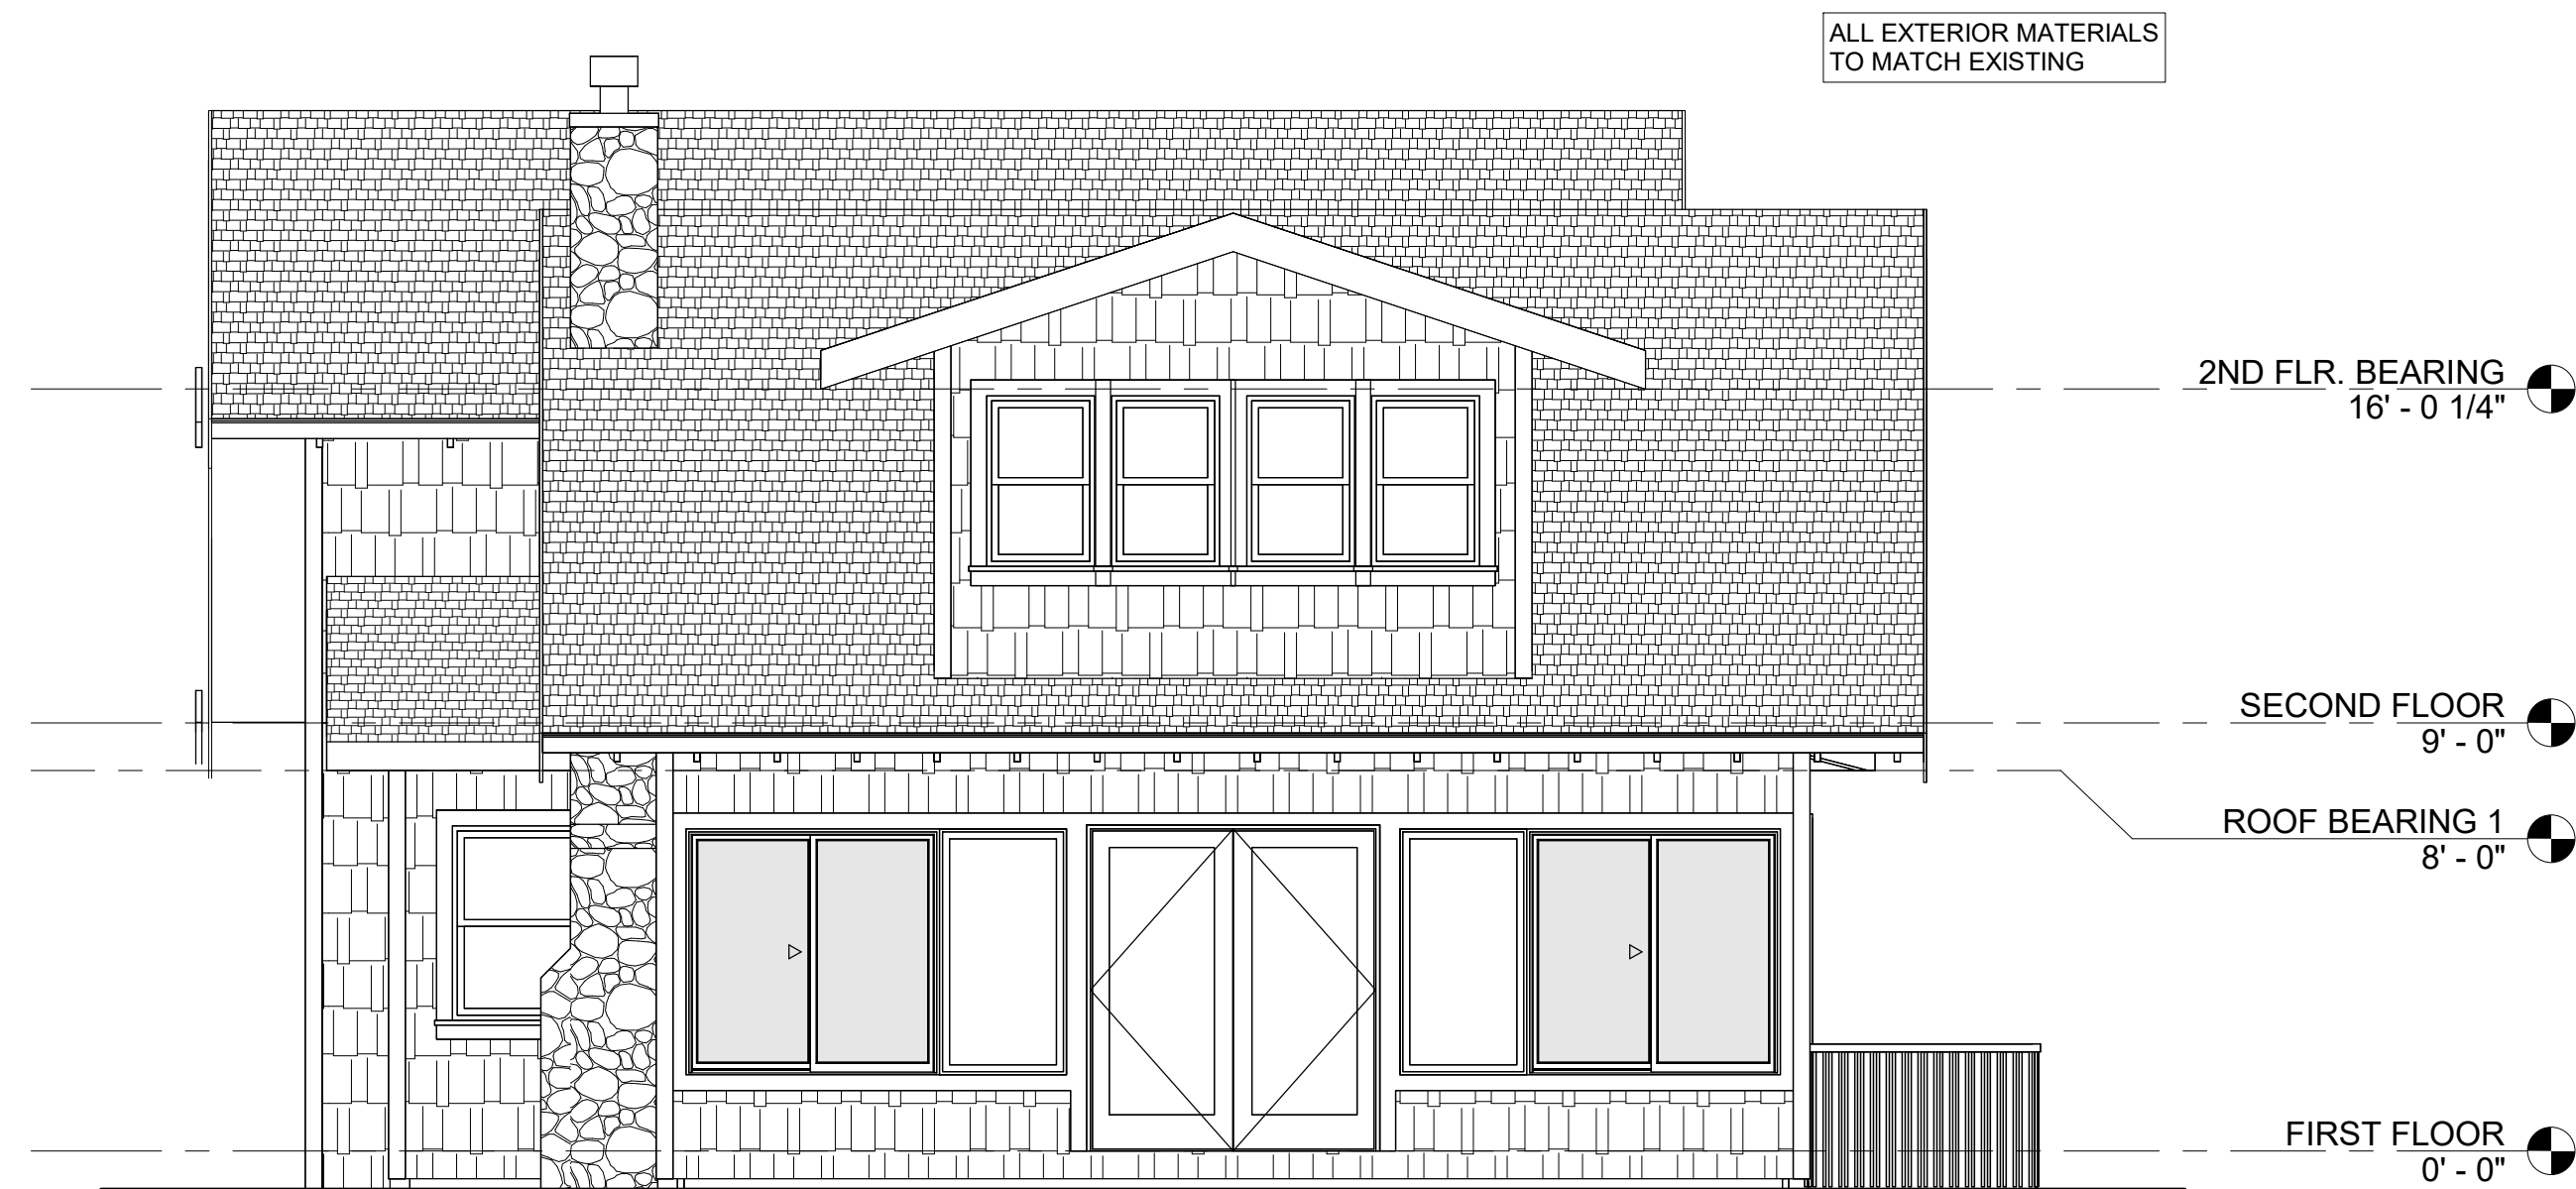 ALL EXTERIOR MATERIALS
TO MATCH EXISTING
2ND FLR. BEARING
16' - 0 1/4"
SECOND FLOOR
9' - 0"
ROOF BEARING 1
8' - 0"
FIRST FLOOR
0' - 0"